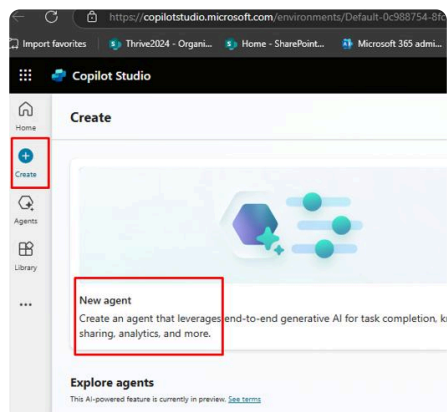 https://copilotstudio.microsoft.com/environments/Default-0c988754-8fc
Import favorites Thrive2024 - Organi... Home - SharePoint... Microsoft 365 admi...
Copilot Studio
Home
Create
Create
Agents
Library
New agent
Create an agent that leverages end-to-end generative AI for task completion,
sharing, analytics, and more.
Explore agents
This AI-powered feature is currently in preview. See terms